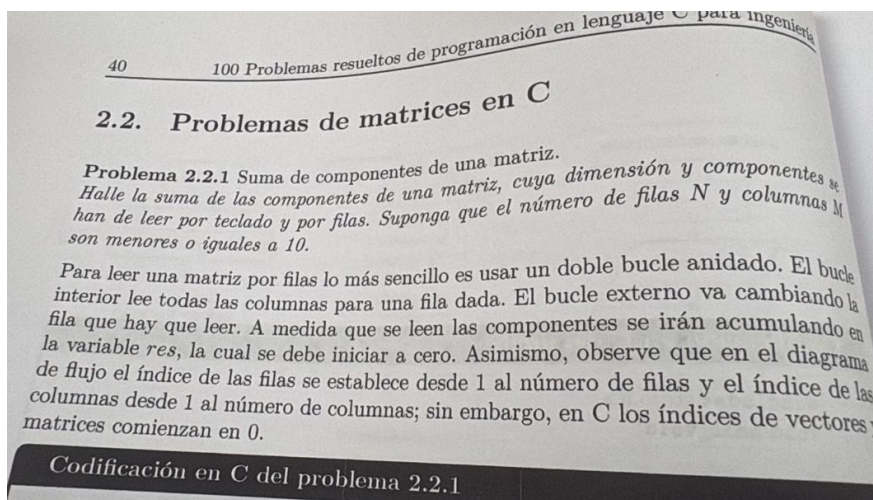 40 100 Problemas resueltos de programación en lenguaje C para ingeniería
2.2. Problemas de matrices en C
Problema 2.2.1 Suma de componentes de una matriz.
Halle la suma de las componentes de una matriz, cuya dimensión y componentes se
han de leer por teclado y por filas. Suponga que el número de filas N y columnas M
son menores o iguales a 10.
Para leer una matriz por filas lo más sencillo es usar un doble bucle anidado. El bucle
interior lee todas las columnas para una fila dada. El bucle externo va cambiando la
fila que hay que leer. A medida que se leen las componentes se irán acumulando en
la variable res, la cual se debe iniciar a cero. Asimismo, observe que en el diagrama
de flujo el índice de las filas se establece desde 1 al número de filas y el índice de las
columnas desde 1 al número de columnas; sin embargo, en C los índices de vectores y
matrices comienzan en 0.
Codificación en C del problema 2.2.1